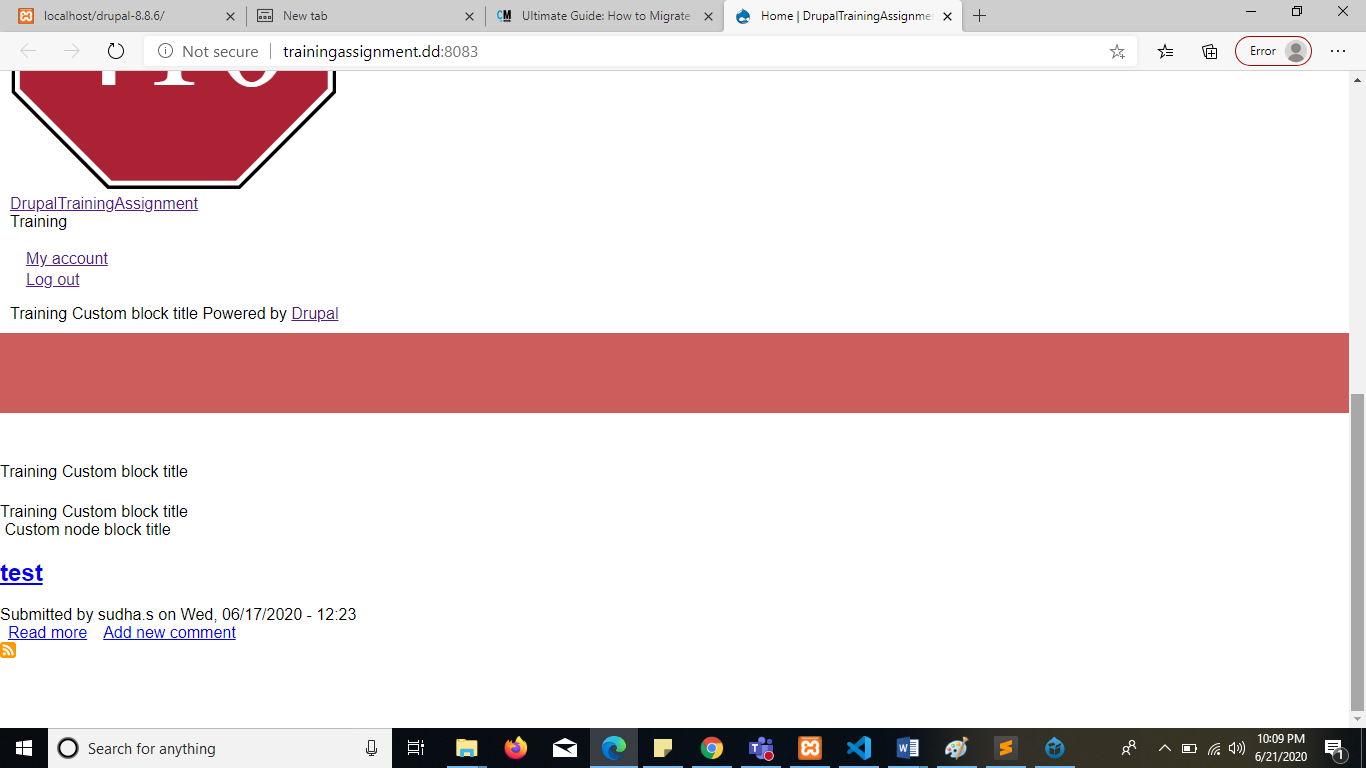 localhost/drupal-8.8.6/
New tab
Ultimate Guide: How to Migrate
Home | DrupalTrainingAssignme
Not secure
trainingassignment.dd:8083
Error
DrupalTrainingAssignment
Training
My account
Log out
Training Custom block title Powered by Drupal
Training Custom block title
Training Custom block title
Custom node block title
test
Submitted by sudha.s on Wed, 06/17/2020 - 12:23
Read more Add new comment
Search for anything
10:09 PM
6/21/2020
1